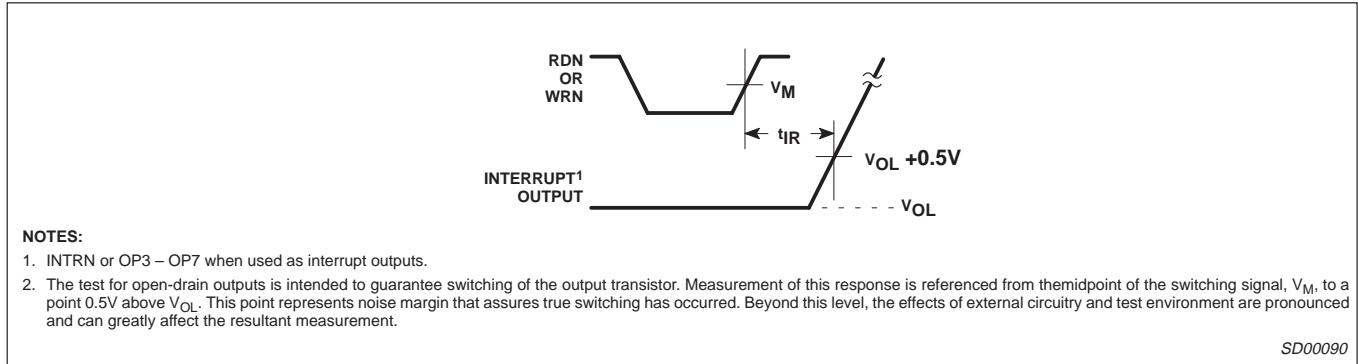 RDN
OR
WRN
VM
tIR
VOL +0.5V
INTERRUPT1
OUTPUT
VOL
NOTES:
1. INTRN or OP3 – OP7 when used as interrupt outputs.
2. The test for open-drain outputs is intended to guarantee switching of the output transistor. Measurement of this response is referenced from themidpoint of the switching signal, VM, to a
point 0.5V above VOL. This point represents noise margin that assures true switching has occurred. Beyond this level, the effects of external circuitry and test environment are pronounced
and can greatly affect the resultant measurement.
SD00090